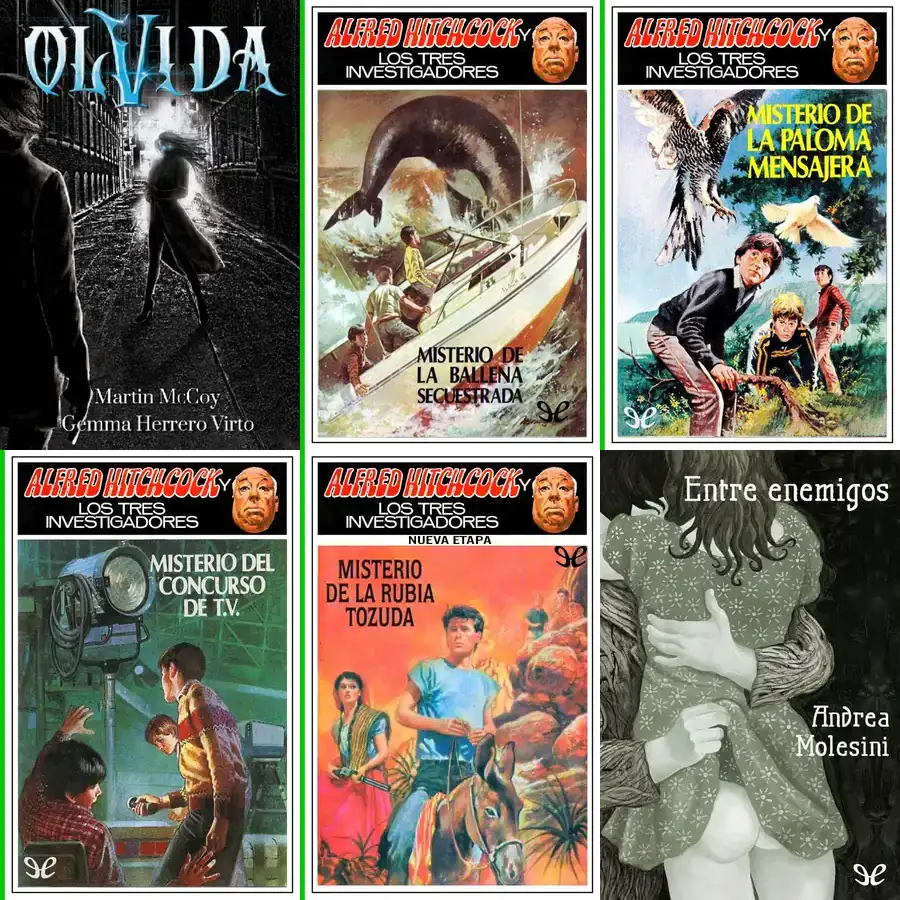 OLVIDA
Martin McCoy
Gemma Herrero Virto
ALFRED HITCHCOCK Y
LOS TRES
INVESTIGADORES
MISTERIO DE
LA BALLENA
SECUESTRADA
ALFRED HITCHCOCK Y
LOS TRES
INVESTIGADORES
MISTERIO DE
LA PALOMA
MENSAJERA
ALFRED HITCHCOCK Y
LOS TRES
INVESTIGADORES
MISTERIO DEL
CONCURSO
DE T.V.
ALFRED HITCHCOCK Y
LOS TRES
INVESTIGADORES
NUEVA ETAPA
MISTERIO
DE LA RUBIA
TOZUDA
Entre enemigos
Andrea
Molesini